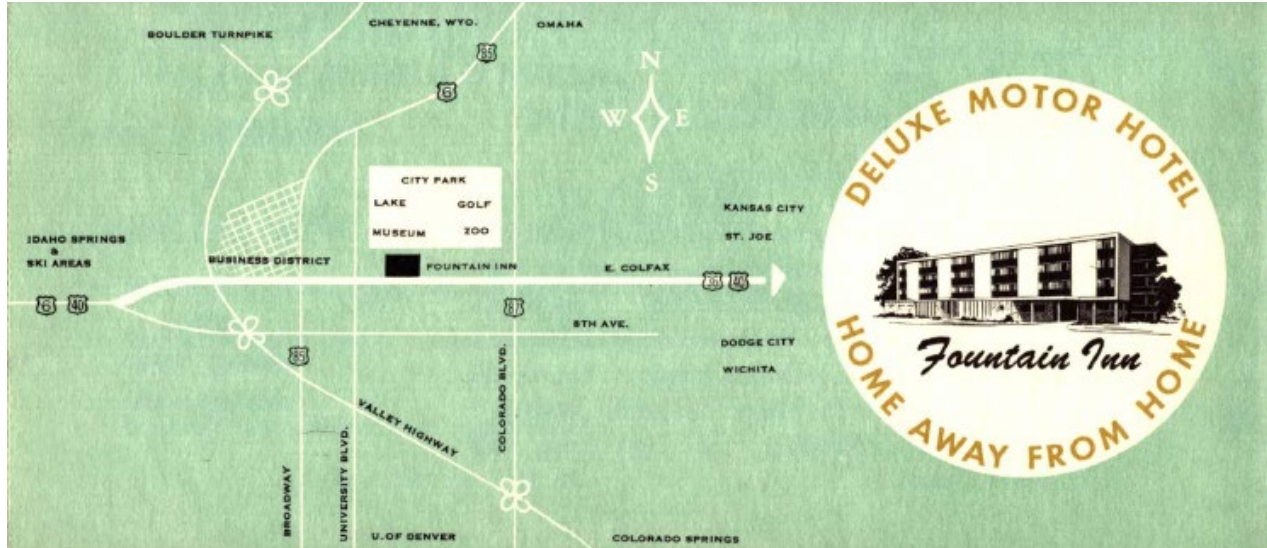 CHEYENNE, WYO.
OMAHA
BOULDER TURNPIKE
85
6
N
W E
S
CITY PARK
LAKE GOLF
MUSEUM ZOO
KANSAS CITY
ST. JOE
IDAHO SPRINGS
&
SKI AREAS
BUSINESS DISTRICT
FOUNTAIN INN
E. COLFAX
36 40
6 40
87
8TH AVE.
85
DODGE CITY
WICHITA
VALLEY HIGHWAY
COLORADO BLVD.
UNIVERSITY BLVD.
BROADWAY
U. OF DENVER
COLORADO SPRINGS
DELUXE MOTOR HOTEL
Fountain Inn
HOME AWAY FROM HOME